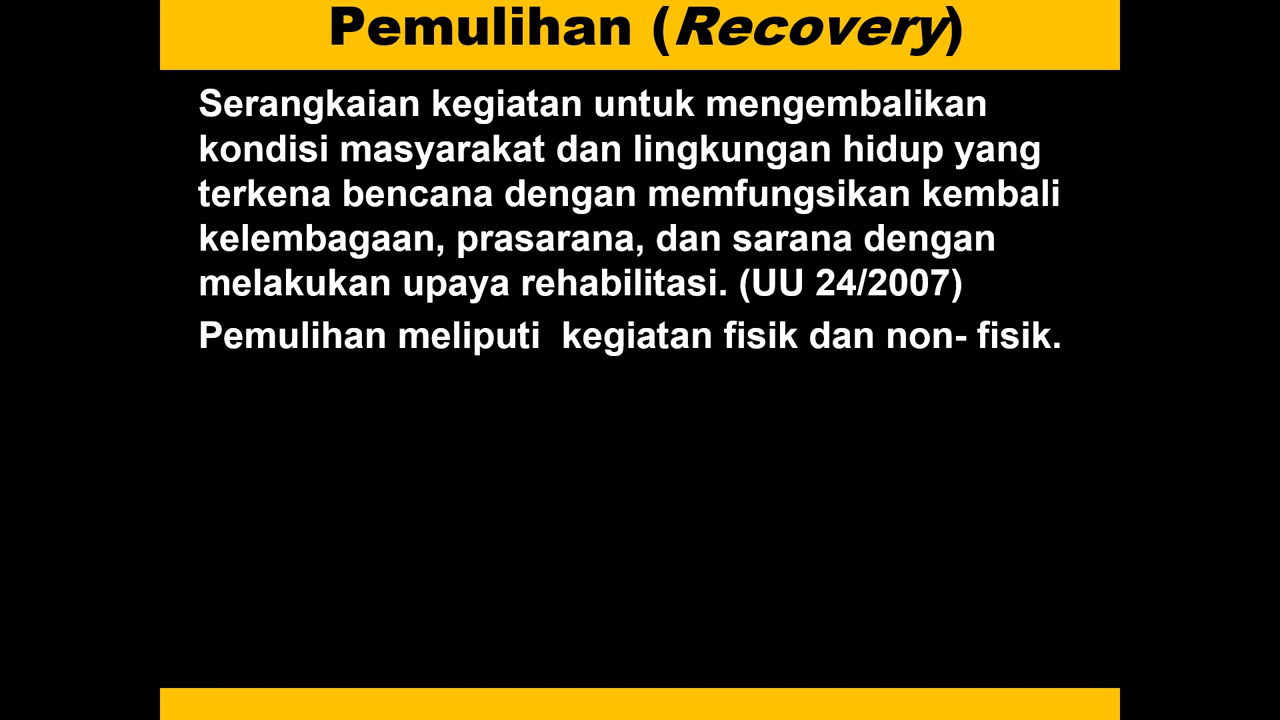 Pemulihan (Recovery)
Serangkaian kegiatan untuk mengembalikan
kondisi masyarakat dan lingkungan hidup yang
terkena bencana dengan memfungsikan kembali
kelembagaan, prasarana, dan sarana dengan
melakukan upaya rehabilitasi. (UU 24/2007)
Pemulihan meliputi  kegiatan fisik dan non- fisik.